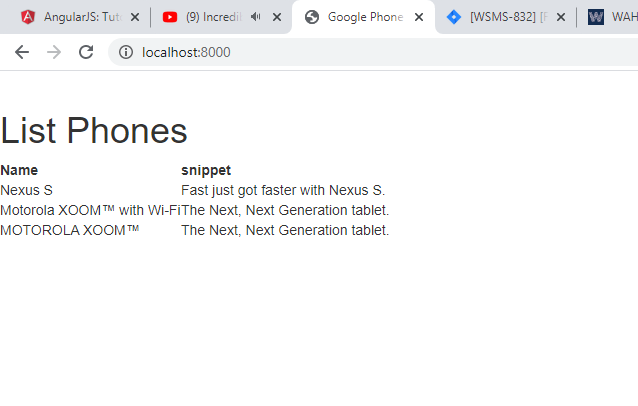 AngularJS: Tut
(9) Incredi
Google Phone
[WSMS-832] [F
WAH
localhost:8000
List Phones
Name snippet
Nexus S Fast just got faster with Nexus S.
Motorola XOOM™ with Wi-Fi The Next, Next Generation tablet.
MOTOROLA XOOM™ The Next, Next Generation tablet.